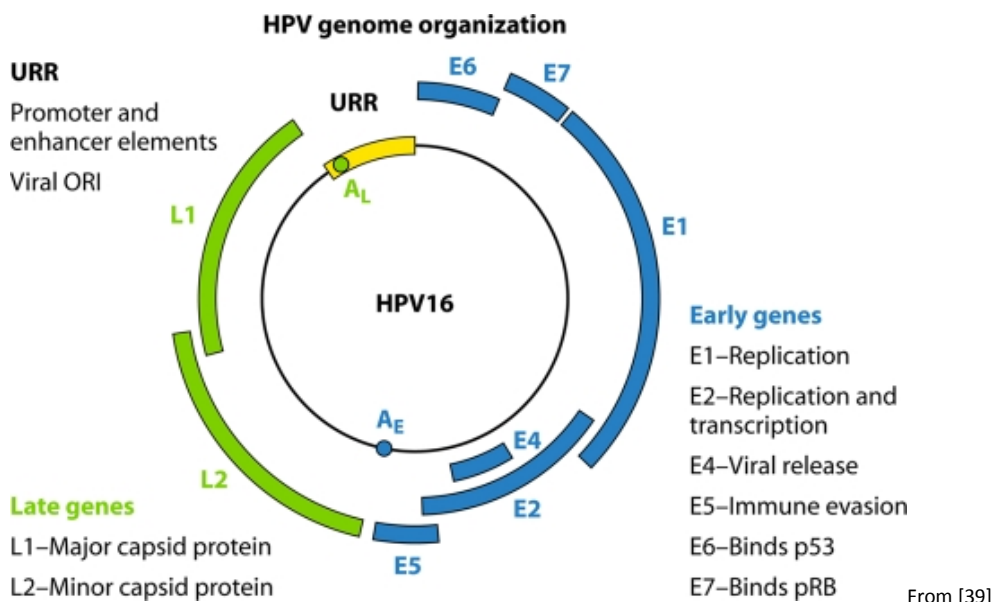 HPV genome organization
URR
Promoter and
enhancer elements
Viral ORI
URR
E6
E7
A_L
L1
E1
HPV16
A_E
E4
L2
E2
E5
Late genes
L1–Major capsid protein
L2–Minor capsid protein
Early genes
E1–Replication
E2–Replication and
transcription
E4–Viral release
E5–Immune evasion
E6–Binds p53
E7–Binds pRB
From [39]